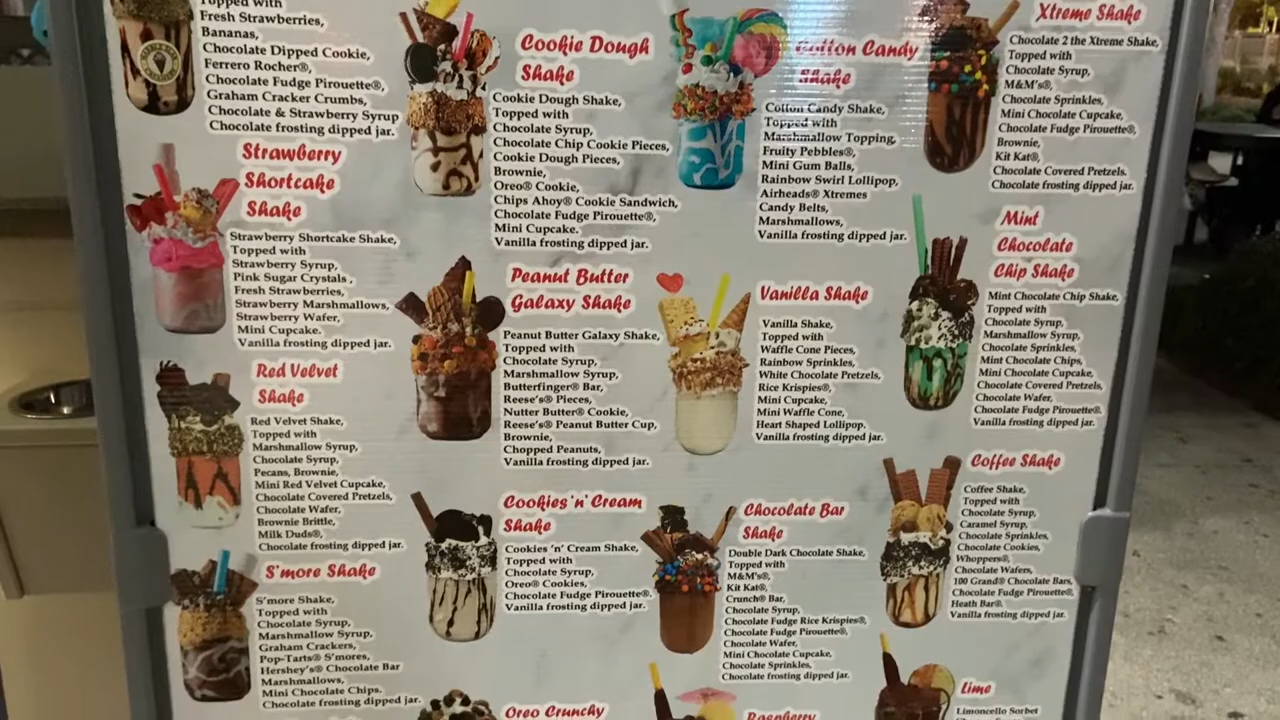 Topped with
Fresh Strawberries,
Bananas,
Chocolate Dipped Cookie,
Ferrero Rocher®,
Chocolate Fudge Pirouette®,
Graham Cracker Crumbs,
Chocolate & Strawberry Syrup
Chocolate frosting dipped jar.
Strawberry
Shortcake
Shake
Strawberry Shortcake Shake,
Topped with
Strawberry Syrup,
Pink Sugar Crystals ,
Fresh Strawberries,
Strawberry Marshmallows,
Strawberry Wafer,
Mini Cupcake.
Vanilla frosting dipped jar.
Red Velvet
Shake
Red Velvet Shake,
Topped with
Marshmallow Syrup,
Chocolate Syrup,
Pecans, Brownie,
Mini Red Velvet Cupcake,
Chocolate Covered Pretzels,
Chocolate Wafer,
Brownie Brittle,
Milk Duds®,
Chocolate frosting dipped jar.
S'more Shake
S'more Shake,
Topped with
Chocolate Syrup,
Marshmallow Syrup,
Graham Crackers,
Pop-Tarts® S'mores,
Hershey's® Chocolate Bar
Marshmallows,
Mini Chocolate Chips.
Chocolate frosting dipped jar.
Cookie Dough
Shake
Cookie Dough Shake,
Topped with
Chocolate Syrup,
Chocolate Chip Cookie Pieces,
Cookie Dough Pieces,
Brownie,
Oreo® Cookie,
Chips Ahoy® Cookie Sandwich,
Chocolate Fudge Pirouette®,
Mini Cupcake.
Vanilla frosting dipped jar.
Peanut Butter
Galaxy Shake
Peanut Butter Galaxy Shake,
Topped with
Chocolate Syrup,
Marshmallow Syrup,
Butterfinger® Bar,
Reese's® Pieces,
Nutter Butter® Cookie,
Reese's® Peanut Butter Cup,
Brownie,
Chopped Peanuts,
Vanilla frosting dipped jar.
Cookies 'n' Cream
Shake
Cookies 'n' Cream Shake,
Topped with
Chocolate Syrup,
Oreo® Cookies,
Chocolate Fudge Pirouette®.
Vanilla frosting dipped jar.
Oreo Crunchy
Cotton Candy
Shake
Cotton Candy Shake,
Topped with
Marshmallow Topping,
Fruity Pebbles®,
Mini Gum Balls,
Rainbow Swirl Lollipop,
Airheads® Xtremes
Candy Belts,
Marshmallows,
Vanilla frosting dipped jar.
Vanilla Shake
Vanilla Shake,
Topped with
Waffle Cone Pieces,
Rainbow Sprinkles,
White Chocolate Pretzels,
Rice Krispies®,
Mini Cupcake,
Mini Waffle Cone,
Heart Shaped Lollipop.
Vanilla frosting dipped jar.
Chocolate Bar
Shake
Double Dark Chocolate Shake,
Topped with
M&M's®,
Kit Kat®,
Crunch® Bar,
Chocolate Syrup,
Chocolate Fudge Rice Krispies®,
Chocolate Fudge Pirouette®,
Chocolate Wafer,
Mini Chocolate Cupcake,
Chocolate Sprinkles,
Chocolate frosting dipped jar.
Raspberry
Xtreme Shake
Chocolate 2 the Xtreme Shake,
Topped with
Chocolate Syrup,
M&M's®,
Chocolate Sprinkles,
Mini Chocolate Cupcake,
Chocolate Fudge Pirouette®,
Brownie,
Kit Kat®,
Chocolate Covered Pretzels.
Chocolate frosting dipped jar.
Mint
Chocolate
Chip Shake
Mint Chocolate Chip Shake,
Topped with
Chocolate Syrup,
Marshmallow Syrup,
Chocolate Sprinkles,
Mint Chocolate Chips,
Mini Chocolate Cupcake,
Chocolate Covered Pretzels,
Chocolate Wafer,
Chocolate Fudge Pirouette®.
Vanilla frosting dipped jar.
Coffee Shake
Coffee Shake,
Topped with
Chocolate Syrup,
Caramel Syrup,
Chocolate Sprinkles,
Chocolate Cookies,
Whoppers®,
Chocolate Wafers,
100 Grand® Chocolate Bars,
Chocolate Fudge Pirouette®,
Heath Bar®.
Vanilla frosting dipped jar.
Lime
Limoncello Sorbet